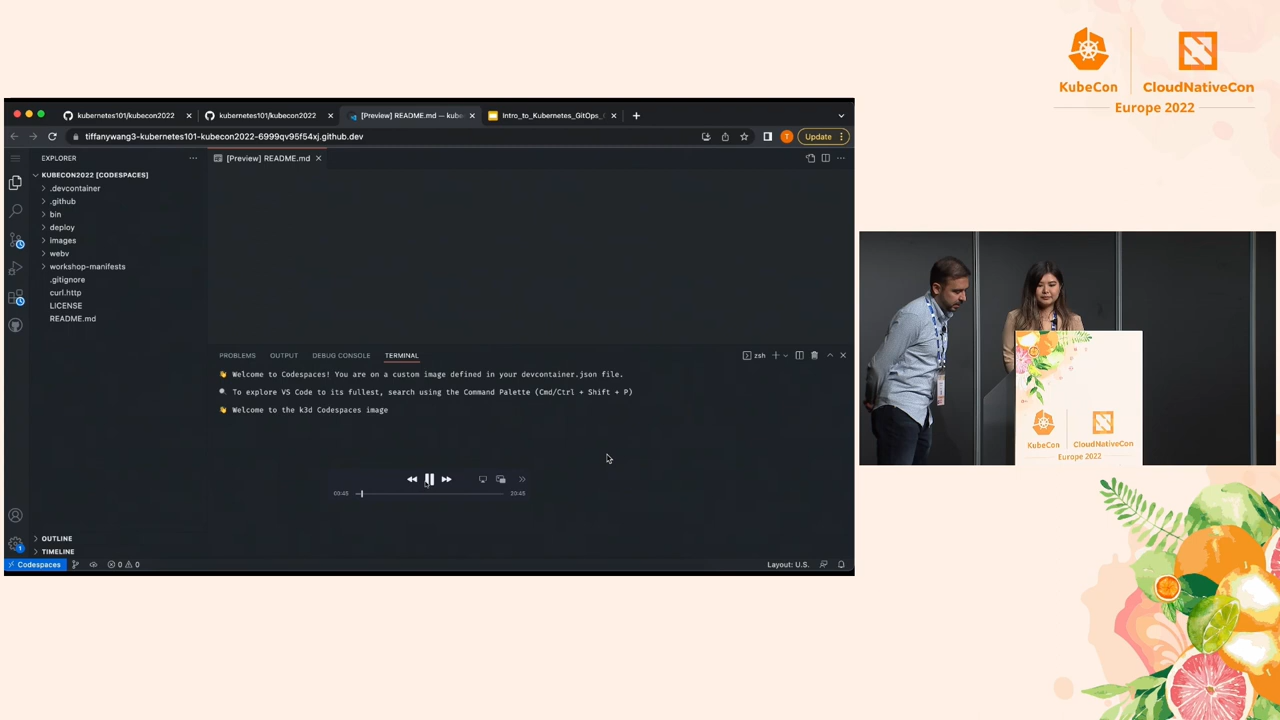 KubeCon
CloudNativeCon
Europe 2022
kubernetes101/kubecon2022
kubernetes101/kubecon2022
[Preview] README.md — kube
Intro_to_Kubernetes_GitOps_
tiffanywang3-kubernetes101-kubecon2022-6999qv95f54xj.github.dev
T
Update
EXPLORER
[Preview] README.md
KUBECON2022 [CODESPACES]
.devcontainer
.github
bin
deploy
images
webv
workshop-manifests
.gitignore
curl.http
LICENSE
README.md
PROBLEMS
OUTPUT
DEBUG CONSOLE
TERMINAL
zsh
Welcome to Codespaces! You are on a custom image defined in your devcontainer.json file.
To explore VS Code to its fullest, search using the Command Palette (Cmd/Ctrl + Shift + P)
Welcome to the k3d Codespaces image
00:45
20:45
OUTLINE
TIMELINE
1
Codespaces
0
0
Layout: U.S.
KubeCon
CloudNativeCon
Europe 2022